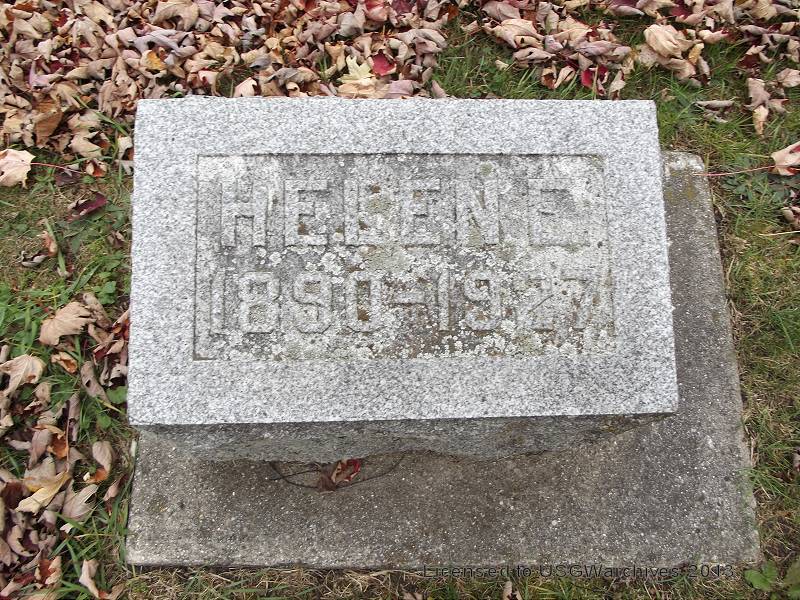 HELEN E.
1890-1927
Licensed to USGWarchives 2013